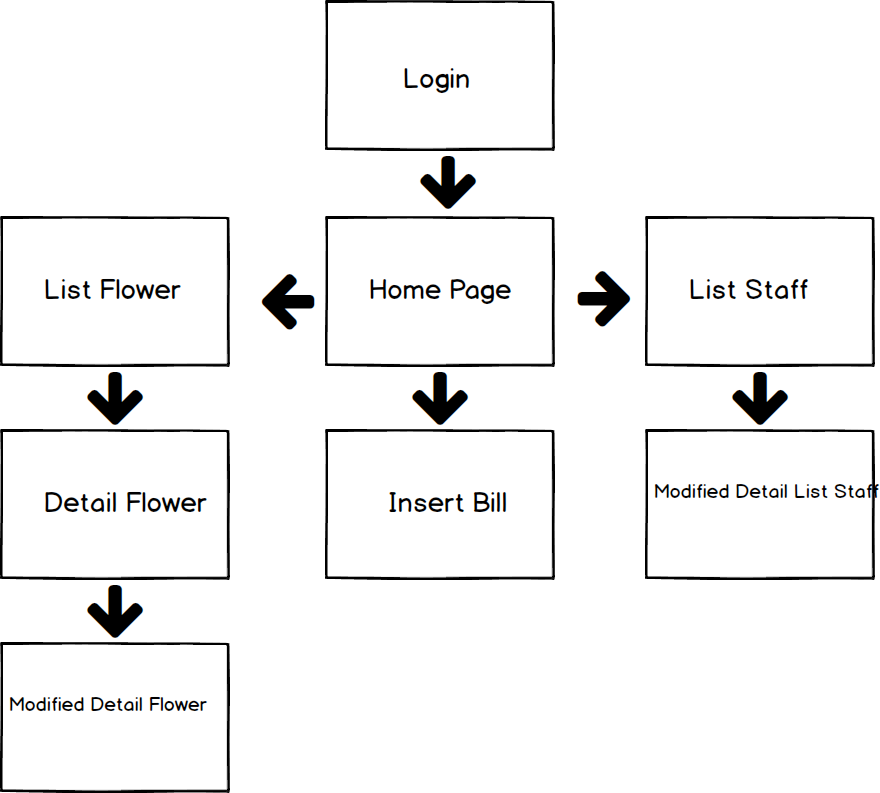 Login
List Flower
Home Page
List Staff
Detail Flower
Insert Bill
Modified Detail List Staff
Modified Detail Flower